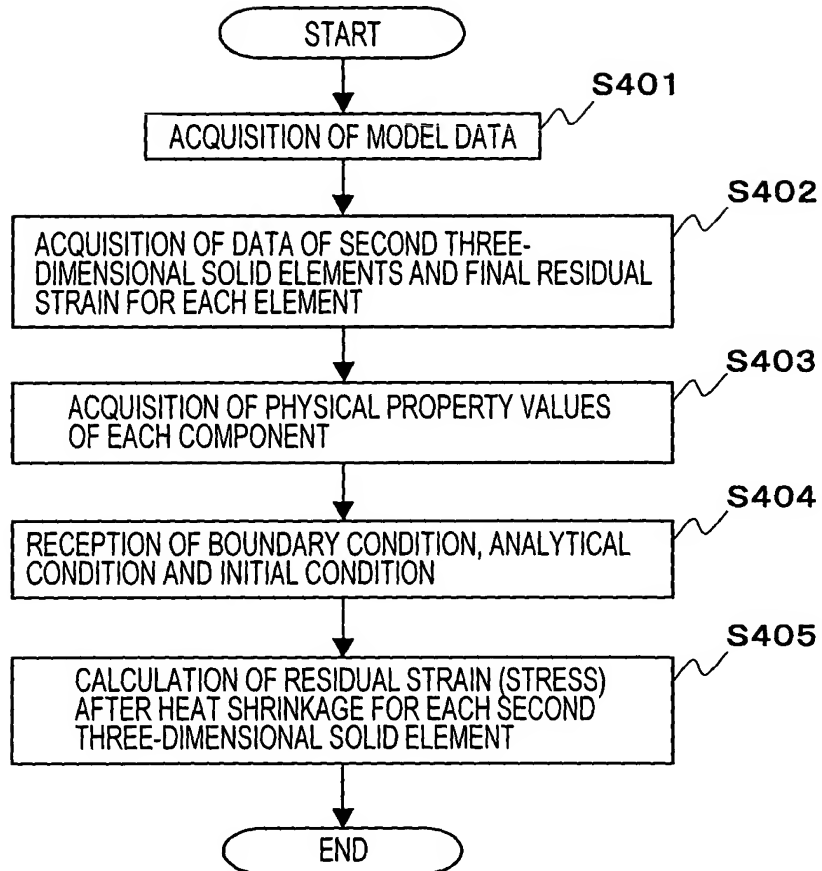 START
S401
ACQUISITION OF MODEL DATA
S402
ACQUISITION OF DATA OF SECOND THREE-
DIMENSIONAL SOLID ELEMENTS AND FINAL RESIDUAL
STRAIN FOR EACH ELEMENT
S403
ACQUISITION OF PHYSICAL PROPERTY VALUES
OF EACH COMPONENT
S404
RECEPTION OF BOUNDARY CONDITION, ANALYTICAL
CONDITION AND INITIAL CONDITION
S405
CALCULATION OF RESIDUAL STRAIN (STRESS)
AFTER HEAT SHRINKAGE FOR EACH SECOND
THREE-DIMENSIONAL SOLID ELEMENT
END